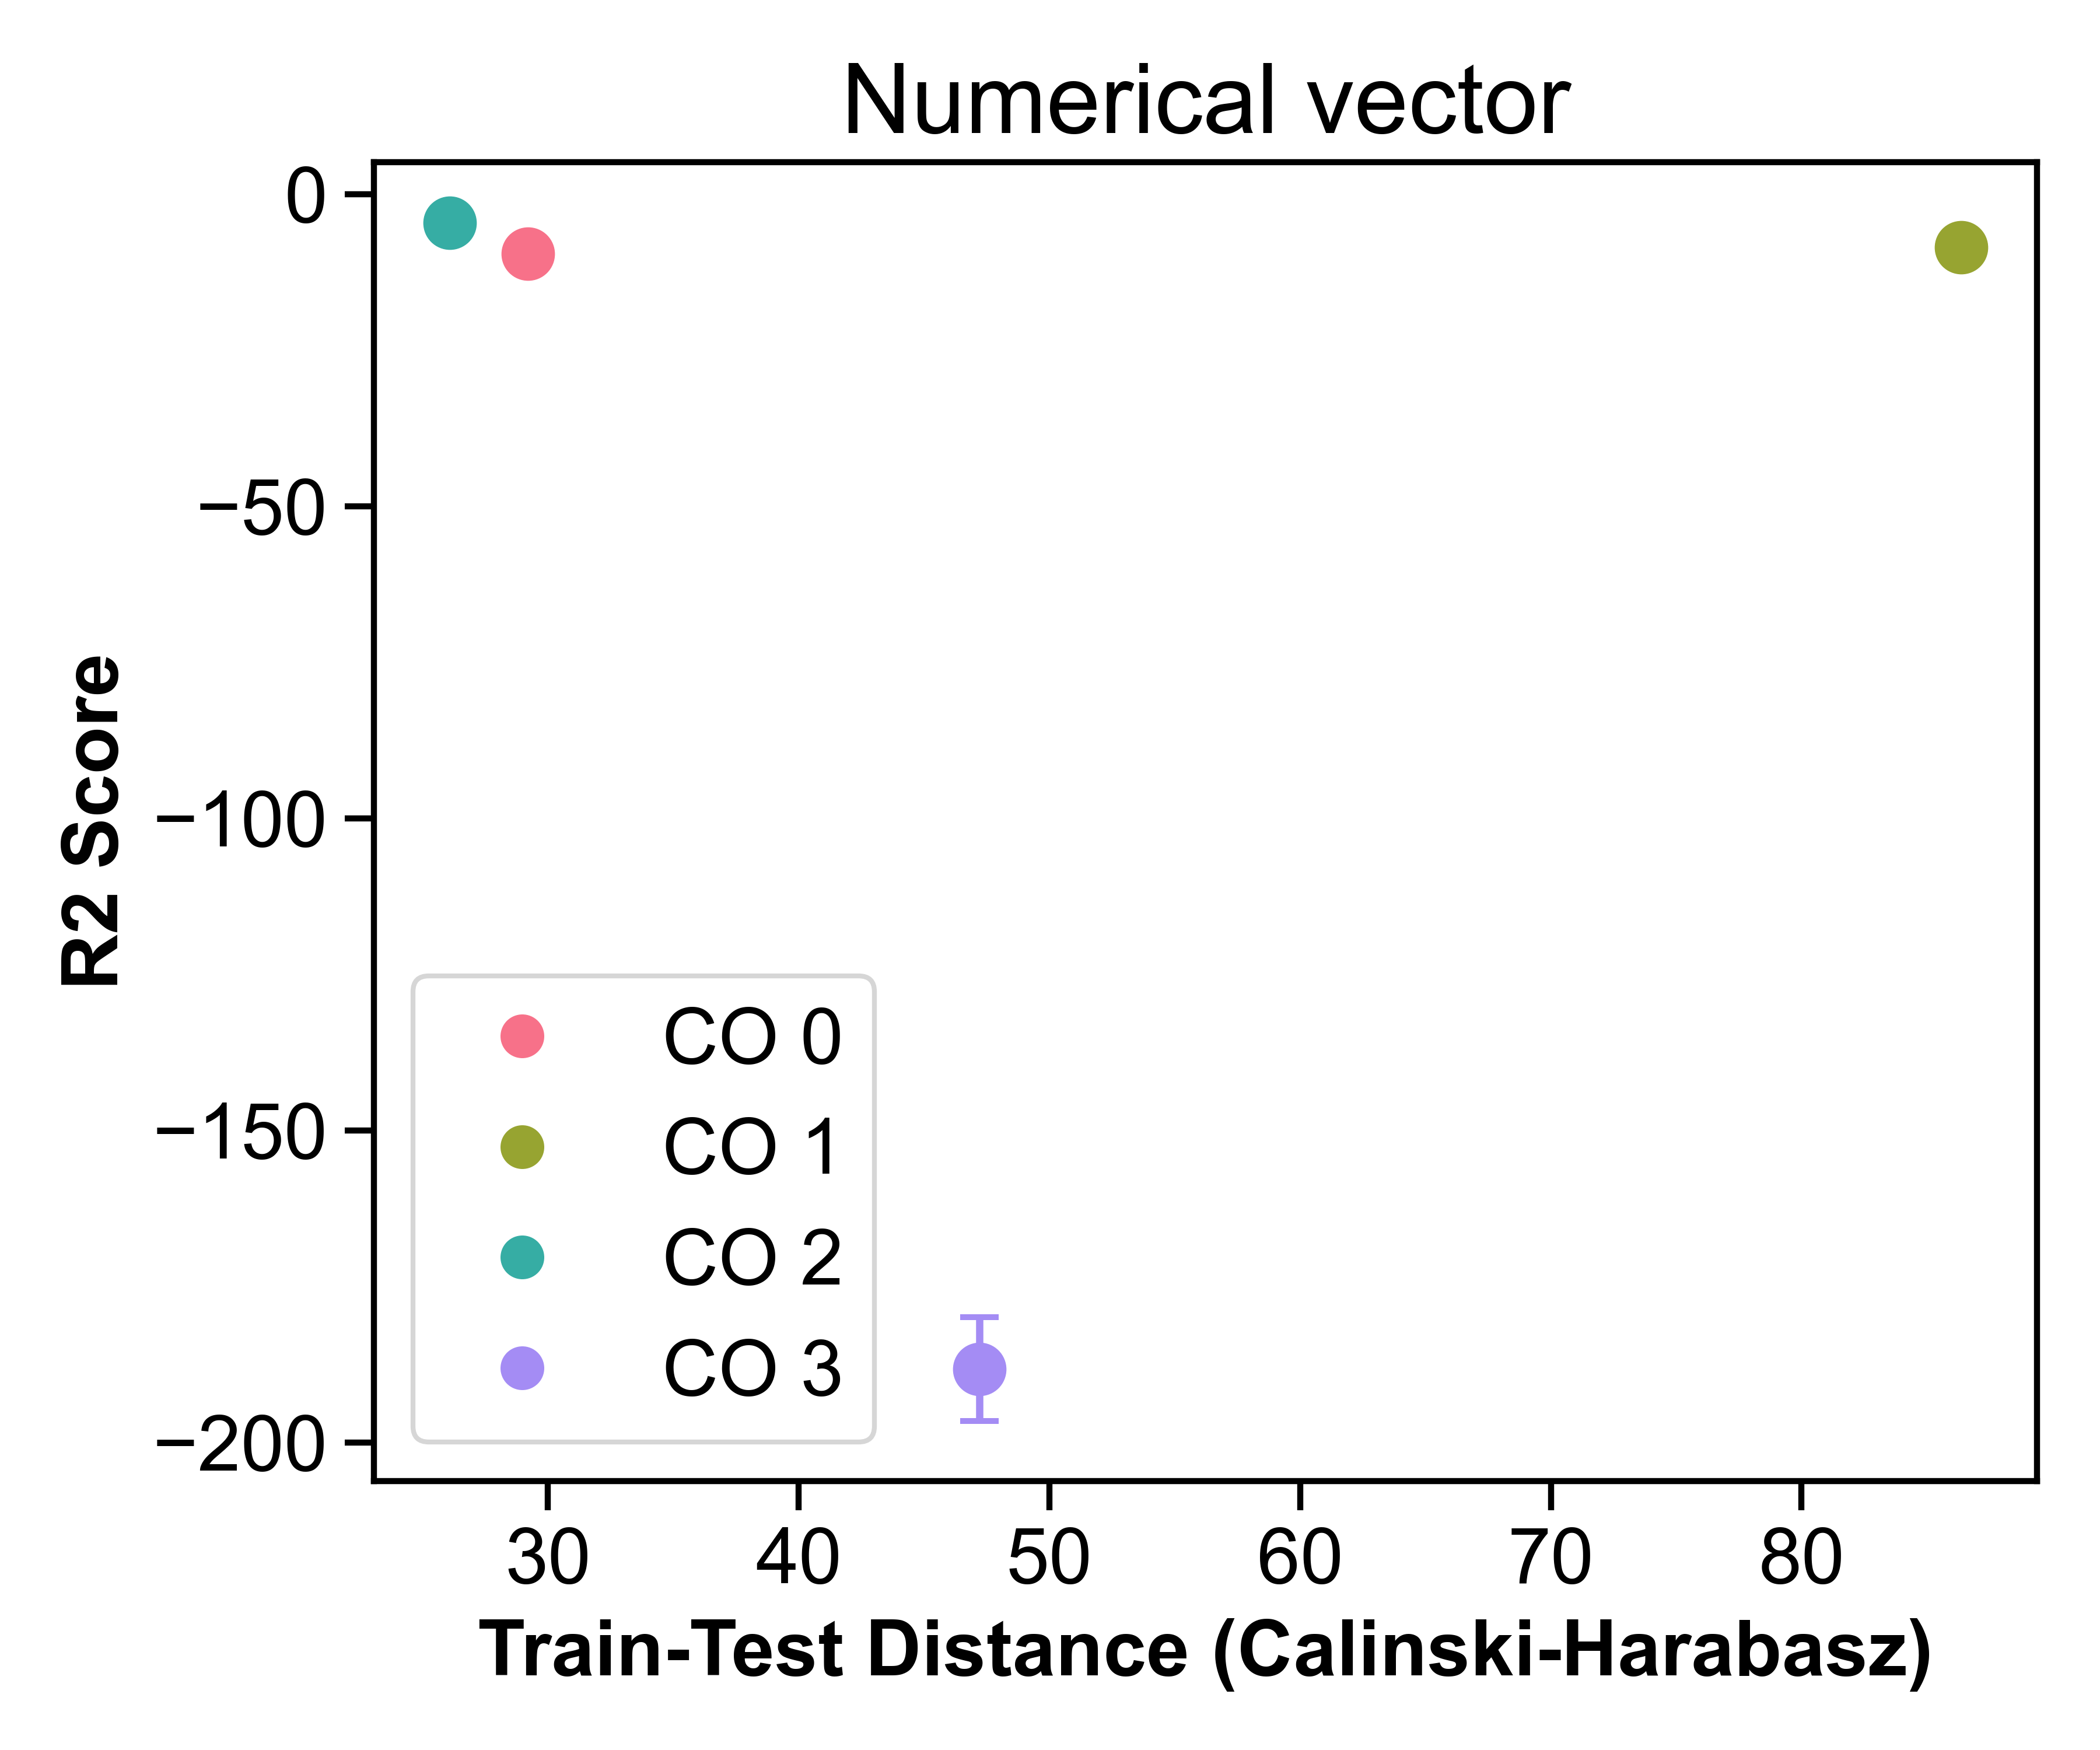 Numerical vector
0
−50
−100
−150
−200
R2 Score
CO 0
CO 1
CO 2
CO 3
30 40 50 60 70 80
Train-Test Distance (Calinski-Harabasz)